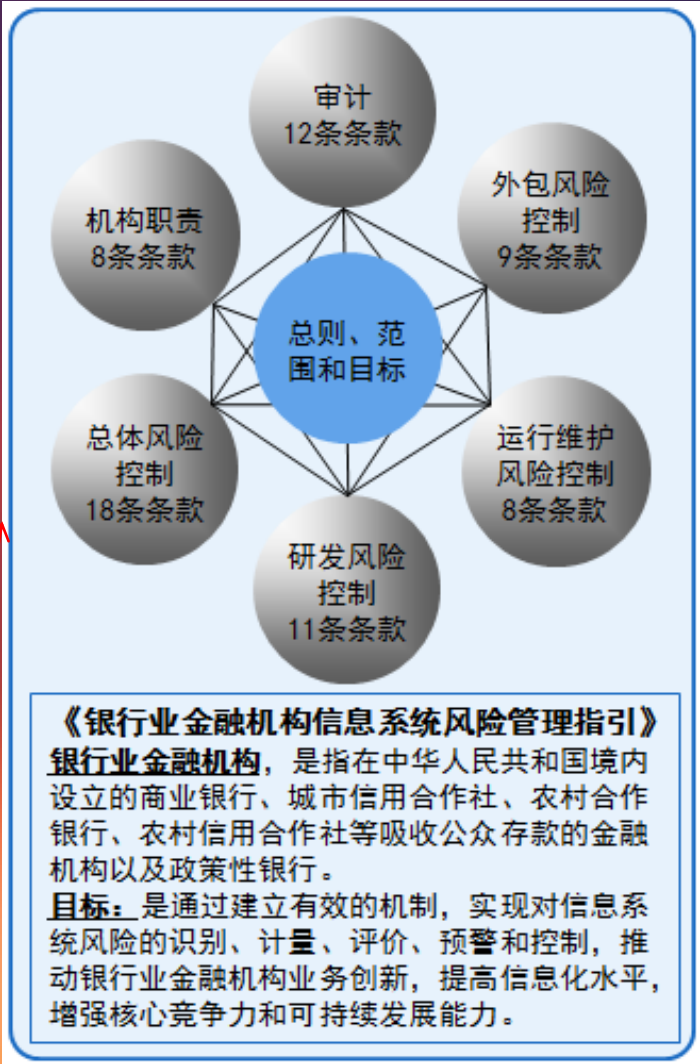 审计
12条条款
外包风险
控制
9条条款
机构职责
8条条款
总则、范
围和目标
总体风险
控制
18条条款
运行维护
风险控制
8条条款
研发风险
控制
11条条款
《银行业金融机构信息系统风险管理指引》
银行业金融机构，是指在中华人民共和国境内
设立的商业银行、城市信用合作社、农村合作
银行、农村信用合作社等吸收公众存款的金融
机构以及政策性银行。
目标：是通过建立有效的机制，实现对信息系
统风险的识别、计量、评价、预警和控制，推
动银行业金融机构业务创新，提高信息化水平，
增强核心竞争力和可持续发展能力。